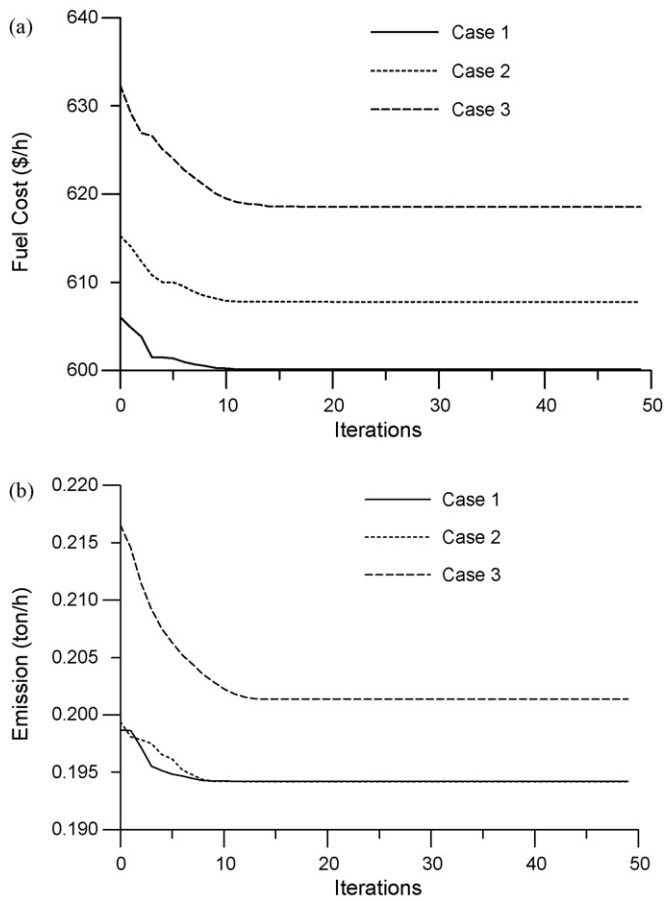 (a)
640
630
620
610
600
Fuel Cost ($/h)
Case 1
Case 2
Case 3
0 10 20 30 40 50
Iterations
(b)
0.220
0.215
0.210
0.205
0.200
0.195
0.190
Emission (ton/h)
Case 1
Case 2
Case 3
0 10 20 30 40 50
Iterations